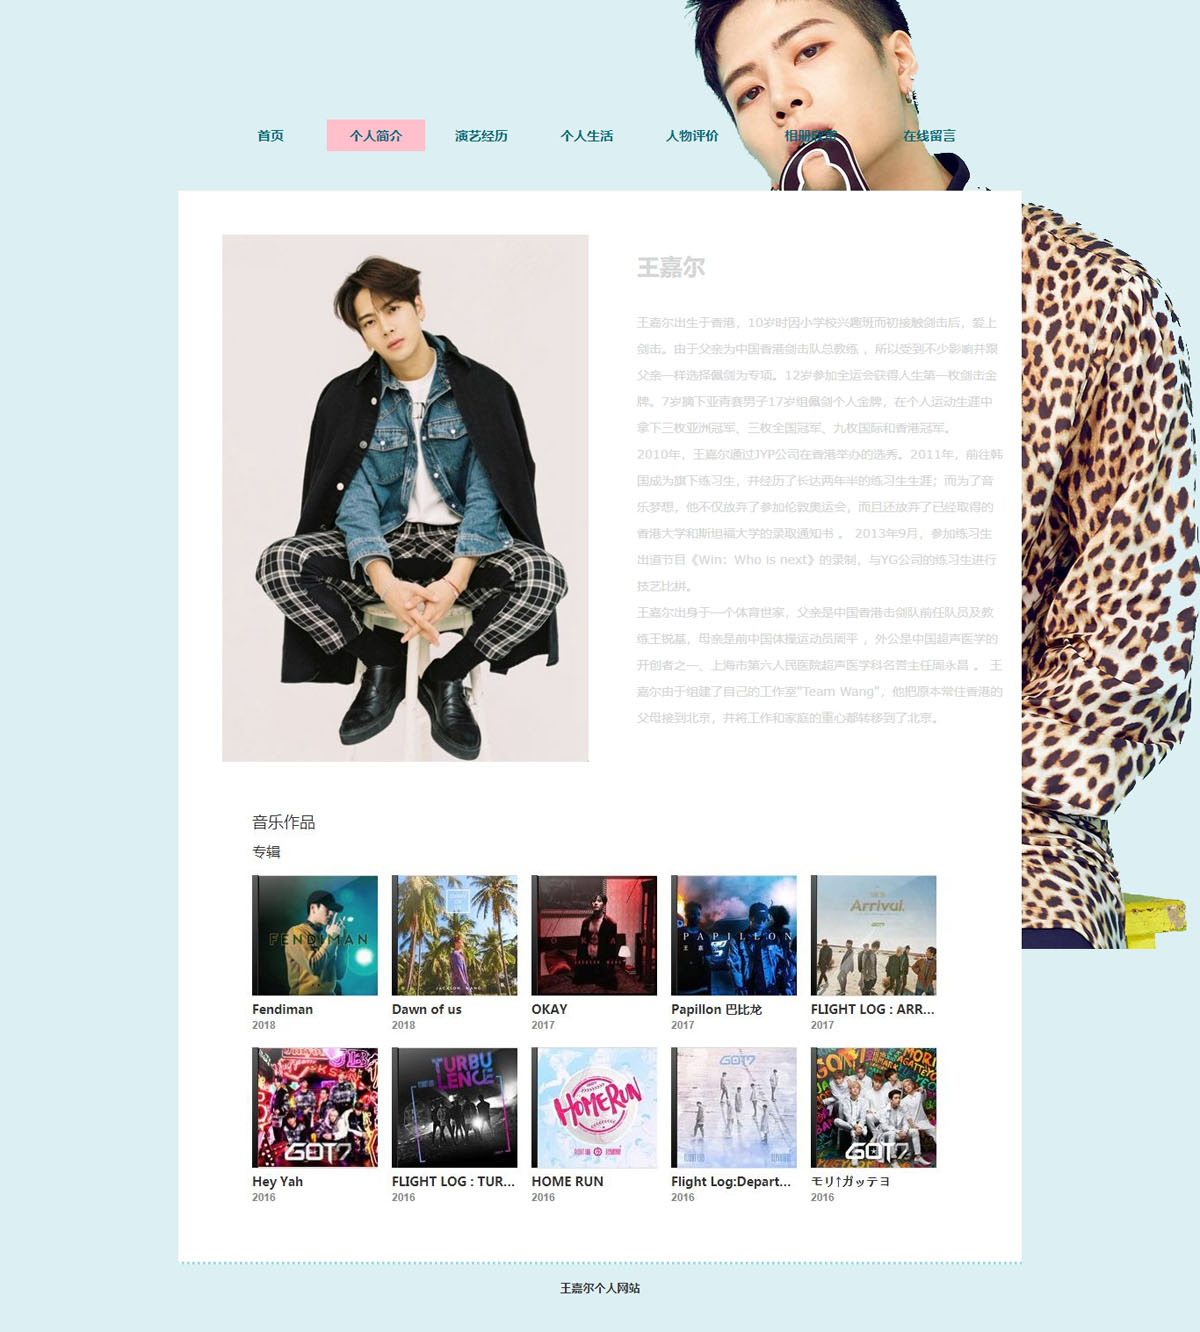 首页 个人简介 演艺经历 个人生活 人物评价 相册 在线留言
王嘉尔
王嘉尔出生于香港，10岁时因小学校兴趣班而初接触剑击后，爱上
剑击。由于父亲为中国香港剑击队总教练 ，所以受到不少影响并跟
父亲一样选择佩剑为专项。12岁参加全运会获得人生第一枚剑击金
牌。7岁摘下亚青赛男子17岁组佩剑个人金牌，在个人运动生涯中
拿下三枚亚洲冠军、三枚全国冠军、九枚国际和香港冠军。
2010年，王嘉尔通过JYP公司在香港举办的选秀。2011年，前往韩
国成为旗下练习生，并经历了长达两年半的练习生生涯；而为了音
乐梦想，他不仅放弃了参加伦敦奥运会，而且还放弃了已经取得的
香港大学和斯坦福大学的录取通知书 。 2013年9月，参加练习生
出道节目《Win：Who is next》的录制，与YG公司的练习生进行
技艺比拼。
王嘉尔出身于一个体育世家，父亲是中国香港击剑队前任队员及教
练王锐基，母亲是前中国体操运动员周平 ，外公是中国超声医学的
开创者之一、上海市第六人民医院超声医学科名誉主任周永昌 。 王
嘉尔由于组建了自己的工作室"Team Wang"，他把原本常住香港的
父母接到北京，并将工作和家庭的重心都转移到了北京。
音乐作品
专辑
FENDIMAN
OKAY
PAPILLON
王嘉
Arrival.
GOT7
Fendiman
2018
Dawn of us
2018
OKAY
2017
Papillon 巴比龙
2017
FLIGHT LOG : ARR...
2017
GOT7
TURBU
LENCE
HOMERUN
GOT7
GOT7
Hey Yah
2016
FLIGHT LOG : TUR...
2016
HOME RUN
2016
Flight Log:Depart...
2016
モリ↑ガッテヨ
2016
王嘉尔个人网站